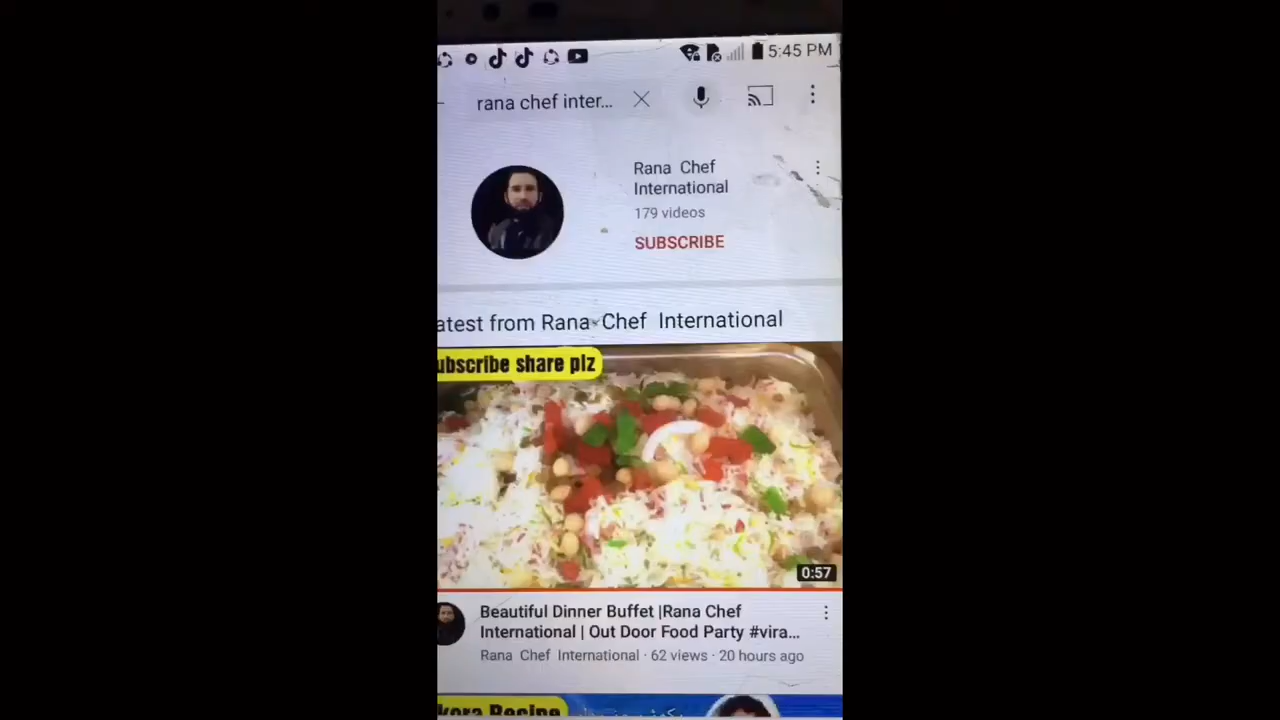 5:45 PM
rana chef inter...
Rana Chef
International
179 videos
SUBSCRIBE
atest from Rana Chef International
ubscribe share plz
0:57
Beautiful Dinner Buffet |Rana Chef
International | Out Door Food Party #vira...
Rana Chef International · 62 views · 20 hours ago
kora Recipe